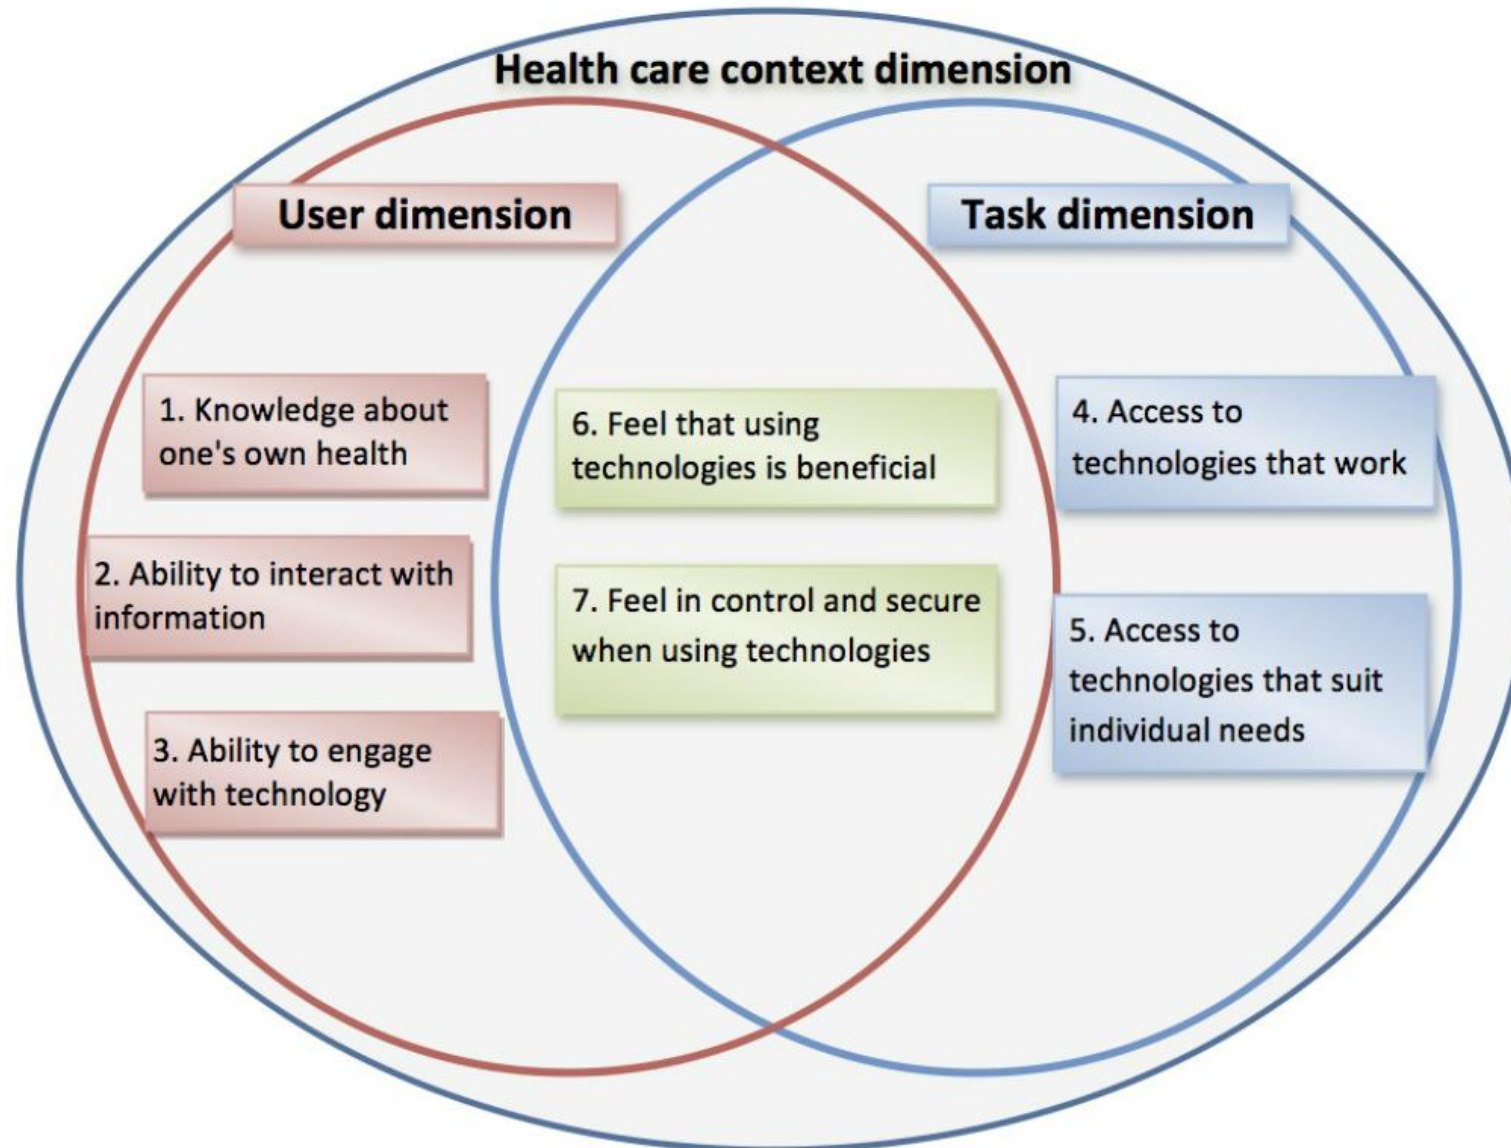 Health care context dimension
User dimension
Task dimension
1. Knowledge about
one's own health
2. Ability to interact with
information
3. Ability to engage
with technology
6. Feel that using
technologies is beneficial
7. Feel in control and secure
when using technologies
4. Access to
technologies that work
5. Access to
technologies that suit
individual needs